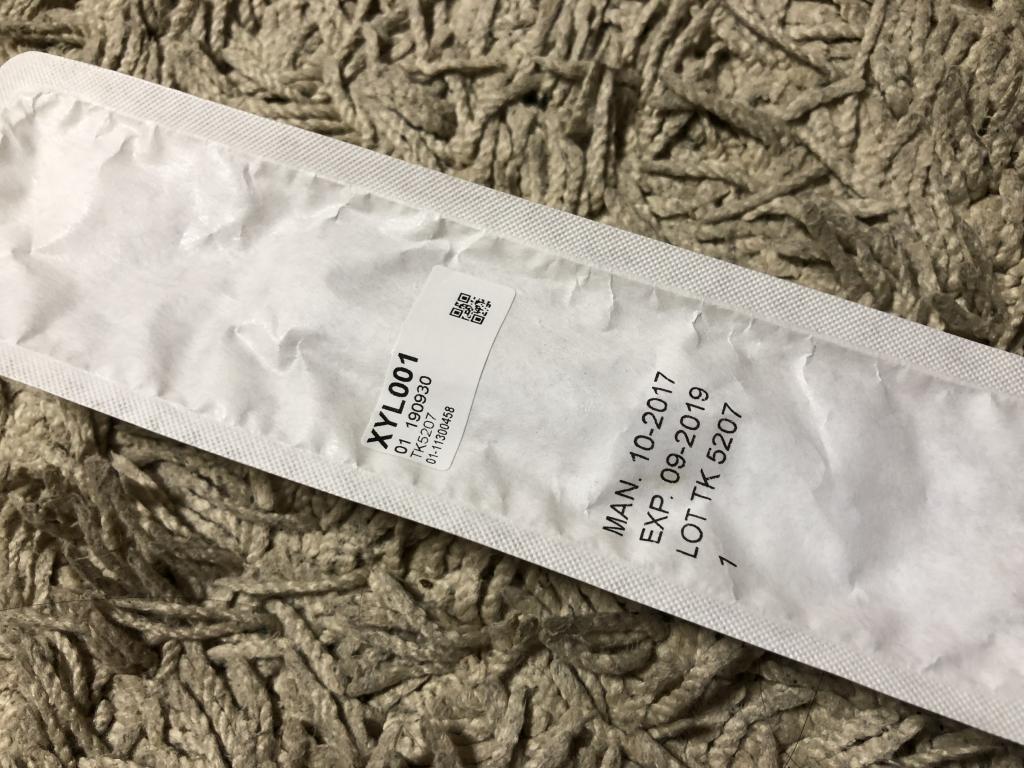 XYL001
01 190930
TK5207
01-11300458
MAN. 10-2017
EXP. 09-2019
LOT TK 5207
1